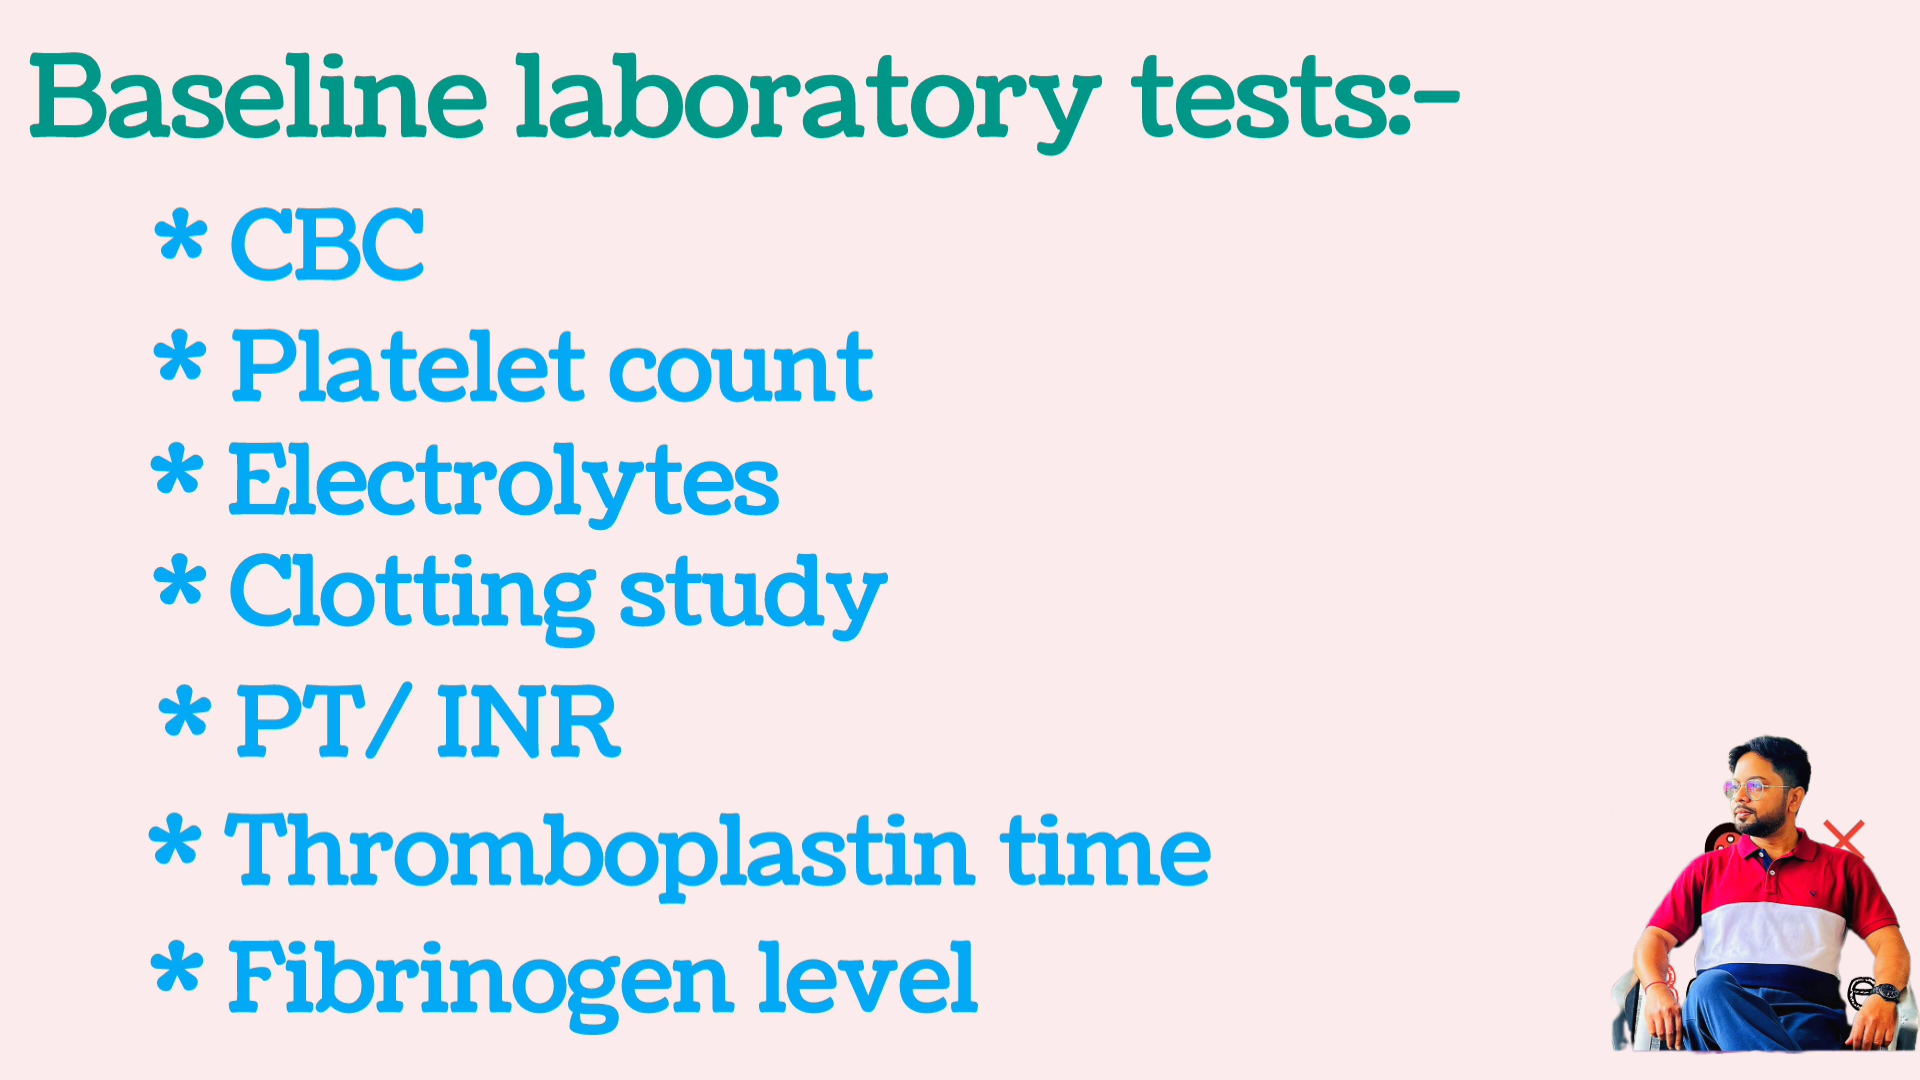 Baseline laboratory tests:-
* CBC
* Platelet count
* Electrolytes
* Clotting study
* PT/ INR
* Thromboplastin time
* Fibrinogen level